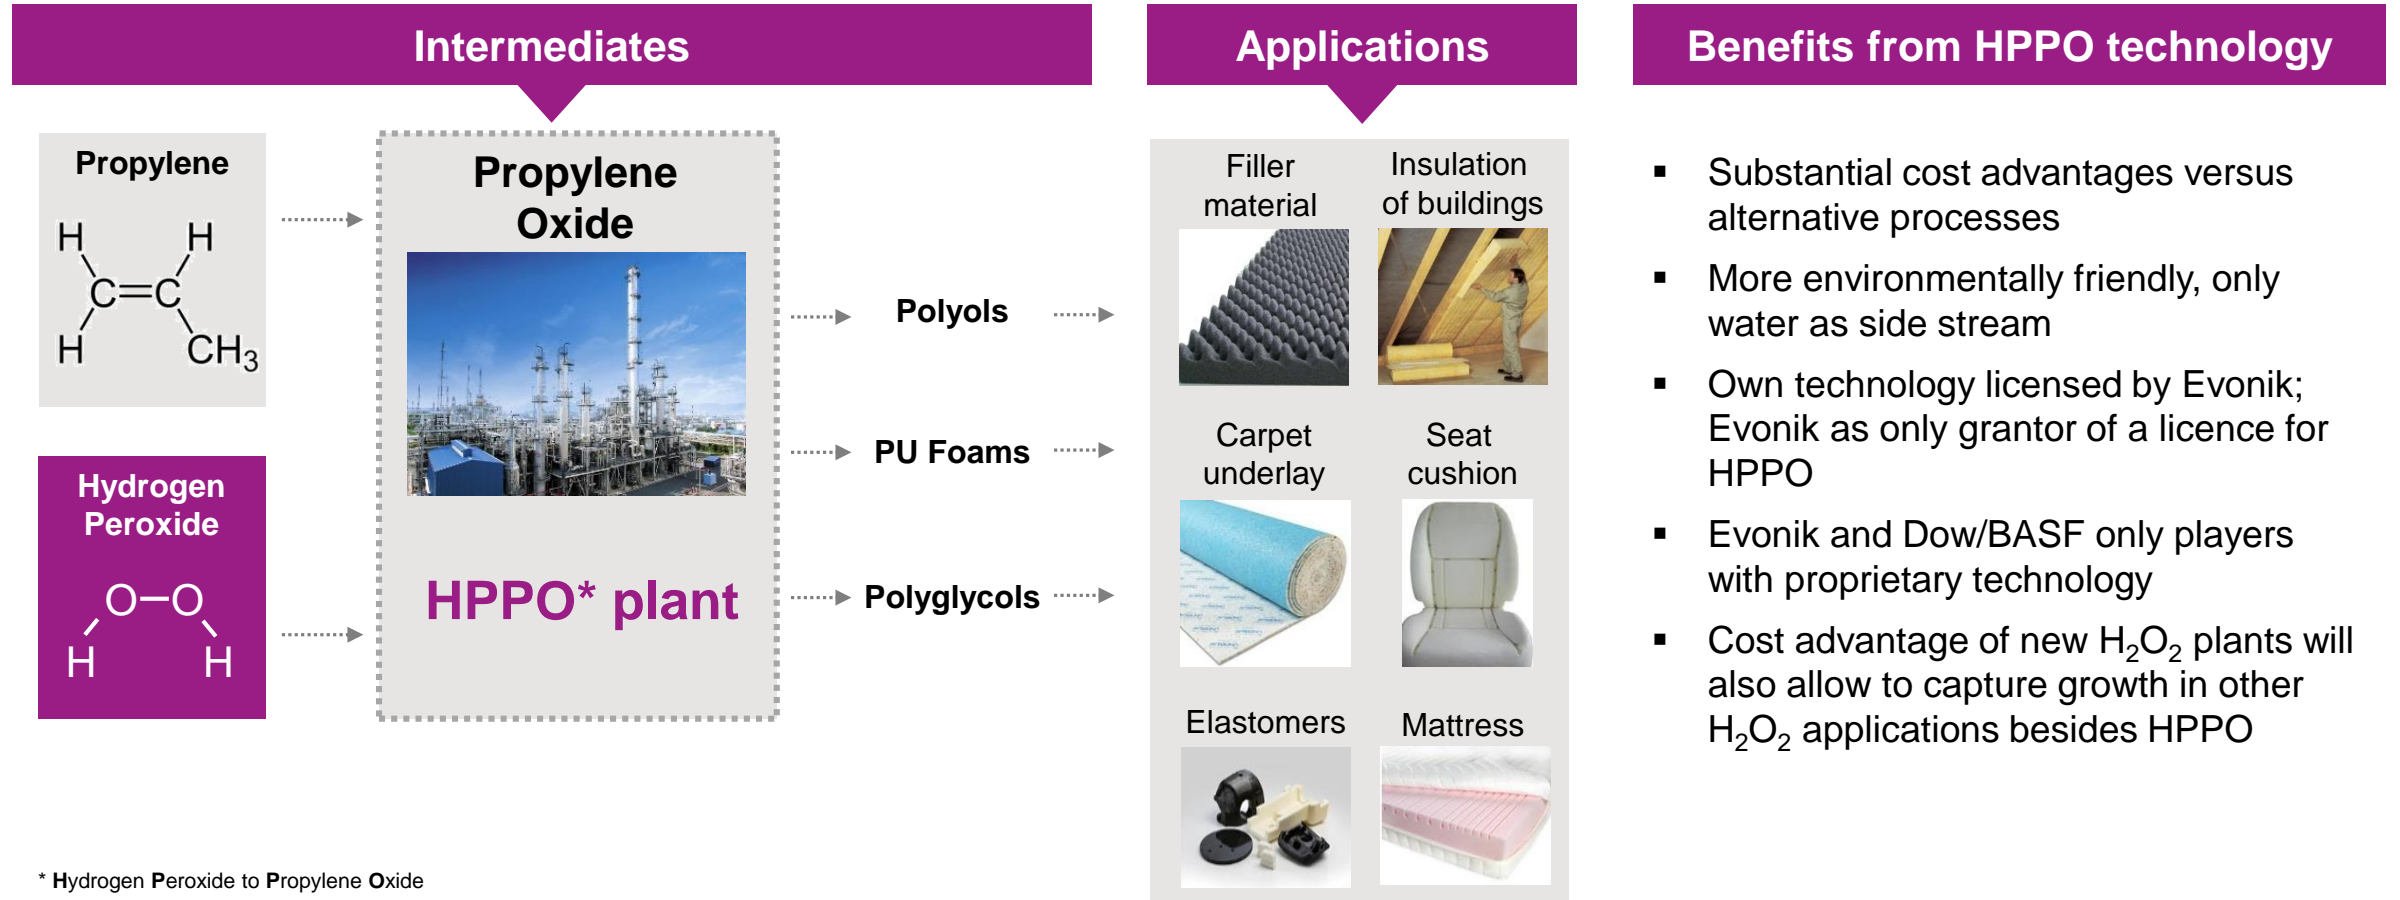 Intermediates
Applications
Benefits from HPPO technology
Propylene
H
H
C=C
H
CH₃
Hydrogen
Peroxide
O–O
H
H
Propylene
Oxide
HPPO* plant
Polyols
PU Foams
Polyglycols
Filler
material
Insulation
of buildings
Carpet
underlay
Seat
cushion
Elastomers
Mattress
▪ Substantial cost advantages versus
alternative processes
▪ More environmentally friendly, only
water as side stream
▪ Own technology licensed by Evonik;
Evonik as only grantor of a licence for
HPPO
▪ Evonik and Dow/BASF only players
with proprietary technology
▪ Cost advantage of new H₂O₂ plants will
also allow to capture growth in other
H₂O₂ applications besides HPPO
* Hydrogen Peroxide to Propylene Oxide